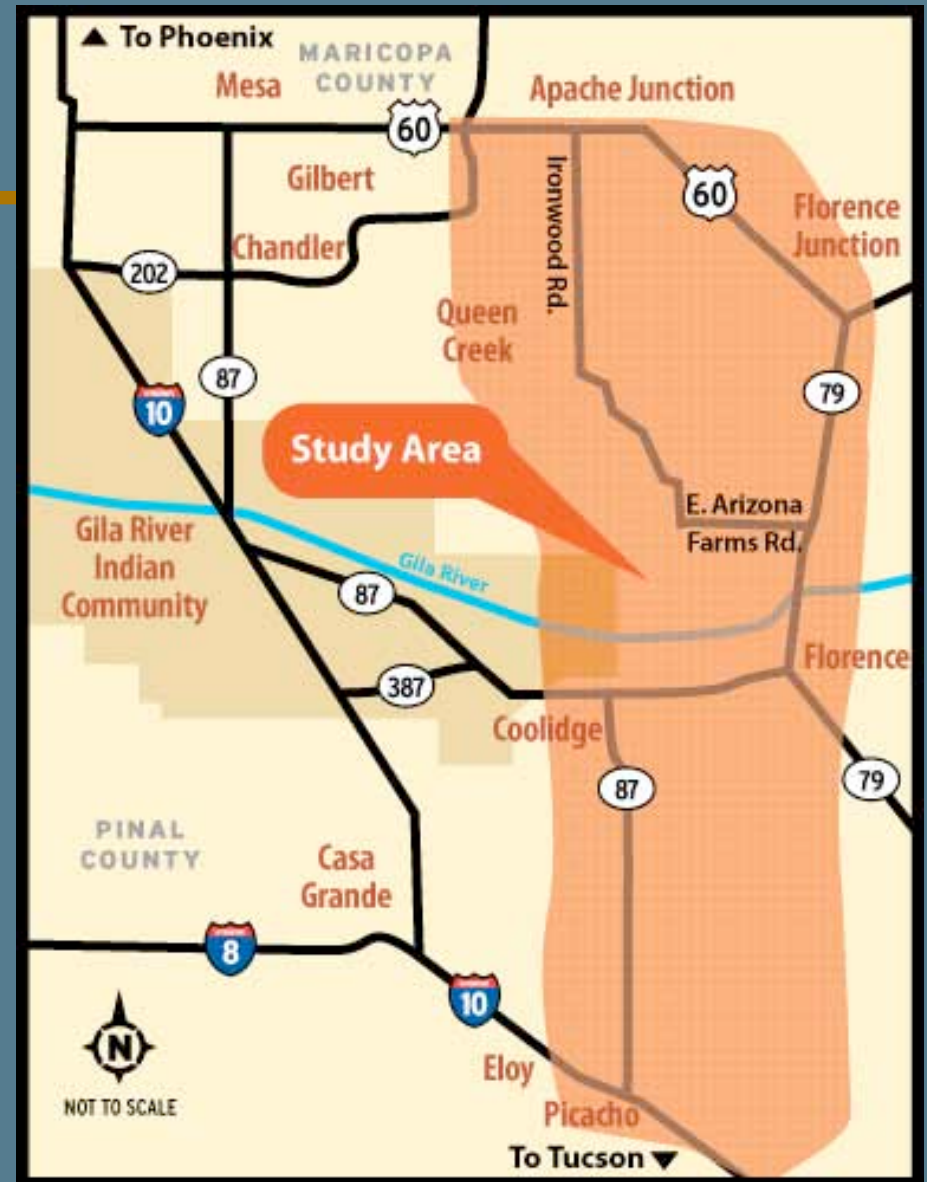 ▲ To Phoenix
MARICOPA
COUNTY
Mesa
Apache Junction
60
Ironwood Rd.
60
Gilbert
Florence
Junction
Chandler
202
Queen
Creek
87
79
10
Study Area
E. Arizona
Farms Rd.
Gila River
Indian
Community
Gila River
87
Florence
387
Coolidge
87
79
PINAL
COUNTY
Casa
Grande
8
10
N
NOT TO SCALE
Eloy
Picacho
To Tucson ▼